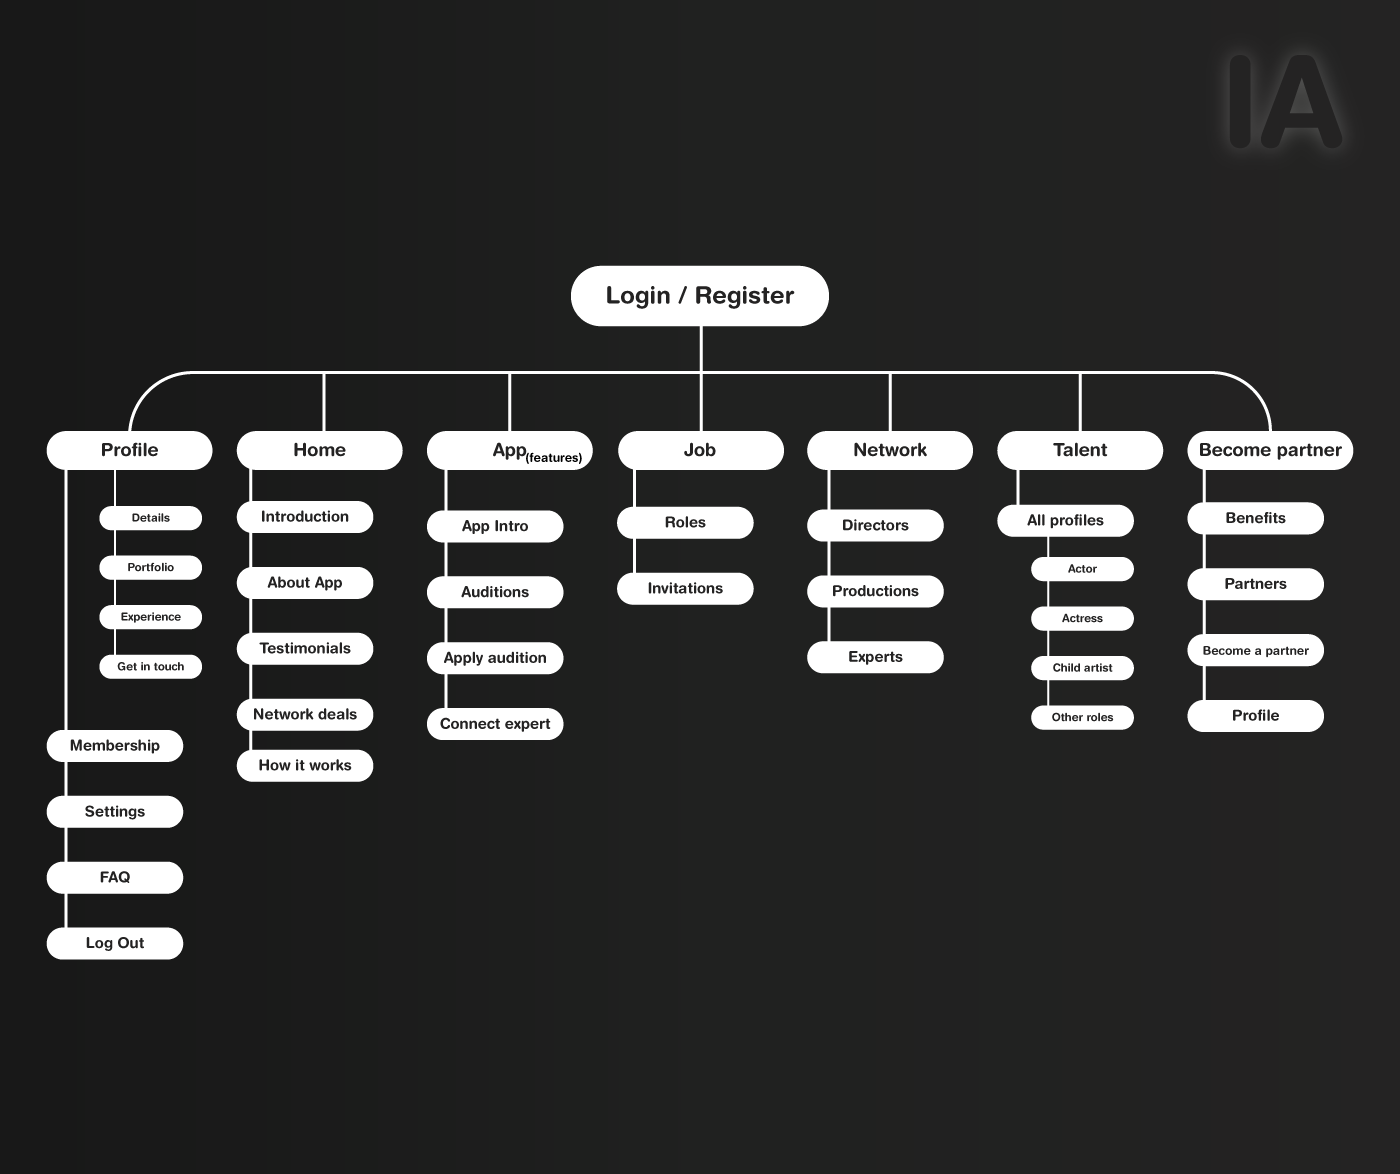 IA
Login / Register
Profile
Details
Portfolio
Experience
Get in touch
Membership
Settings
FAQ
Log Out
Home
Introduction
About App
Testimonials
Network deals
How it works
App(features)
App Intro
Auditions
Apply audition
Connect expert
Job
Roles
Invitations
Network
Directors
Productions
Experts
Talent
All profiles
Actor
Actress
Child artist
Other roles
Become partner
Benefits
Partners
Become a partner
Profile